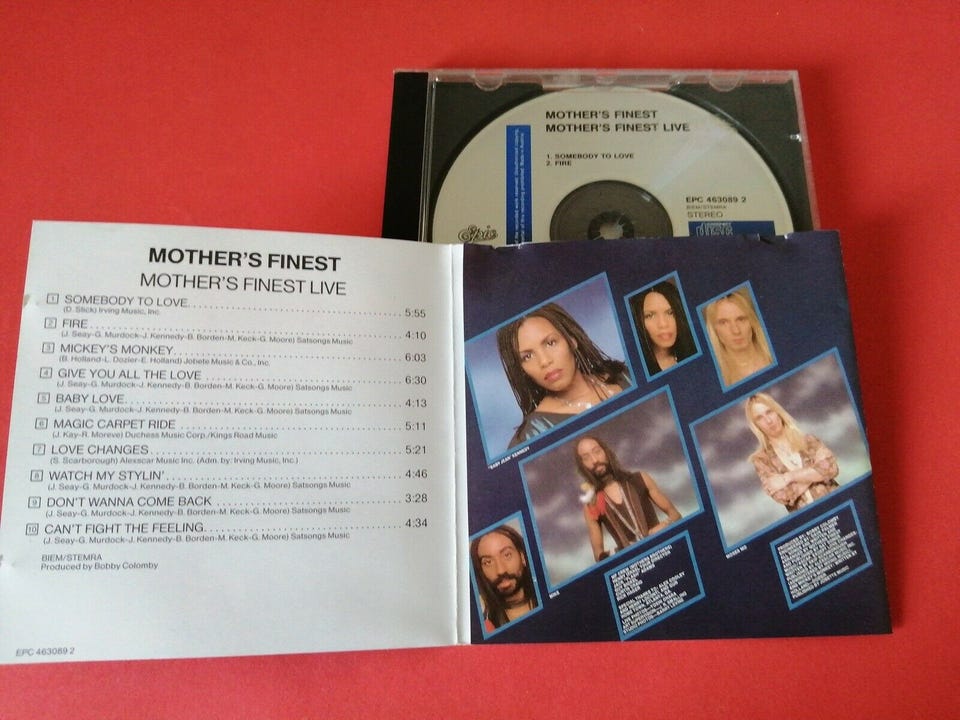 MOTHER'S FINEST
MOTHER'S FINEST LIVE
1. SOMEBODY TO LOVE
2. FIRE
EPC 463089 2
BIEM/STEMRA
STEREO
Epic
MOTHER'S FINEST
MOTHER'S FINEST LIVE
1 SOMEBODY TO LOVE 5:55
(D. Slick) Irving Music, Inc.
2 FIRE 4:10
(J. Seay-G. Murdock-J. Kennedy-B. Borden-M. Keck-G. Moore) Satsongs Music
3 MICKEY'S MONKEY 6:03
(B. Holland-L. Dozier-E. Holland) Jobete Music & Co., Inc.
4 GIVE YOU ALL THE LOVE 6:30
(J. Seay-G. Murdock-J. Kennedy-B. Borden-M. Keck-G. Moore) Satsongs Music
5 BABY LOVE 4:13
(J. Seay-G. Murdock-J. Kennedy-B. Borden-M. Keck-G. Moore) Satsongs Music
6 MAGIC CARPET RIDE 5:11
(J. Kay-R. Moreve) Duchess Music Corp./Kings Road Music
7 LOVE CHANGES 5:21
(S. Scarborough) Alexscar Music Inc. (Adm. by: Irving Music, Inc.)
8 WATCH MY STYLIN' 4:46
(J. Seay-G. Murdock-J. Kennedy-B. Borden-M. Keck-G. Moore) Satsongs Music
9 DON'T WANNA COME BACK 3:28
(J. Seay-G. Murdock-J. Kennedy-B. Borden-M. Keck-G. Moore) Satsongs Music
10 CAN'T FIGHT THE FEELING 4:34
(J. Seay-G. Murdock-J. Kennedy-B. Borden-M. Keck-G. Moore) Satsongs Music
BIEM/STEMRA
Produced by Bobby Colomby
EPC 463089 2
"BABY JEAN" KENNEDY
MOSES MO